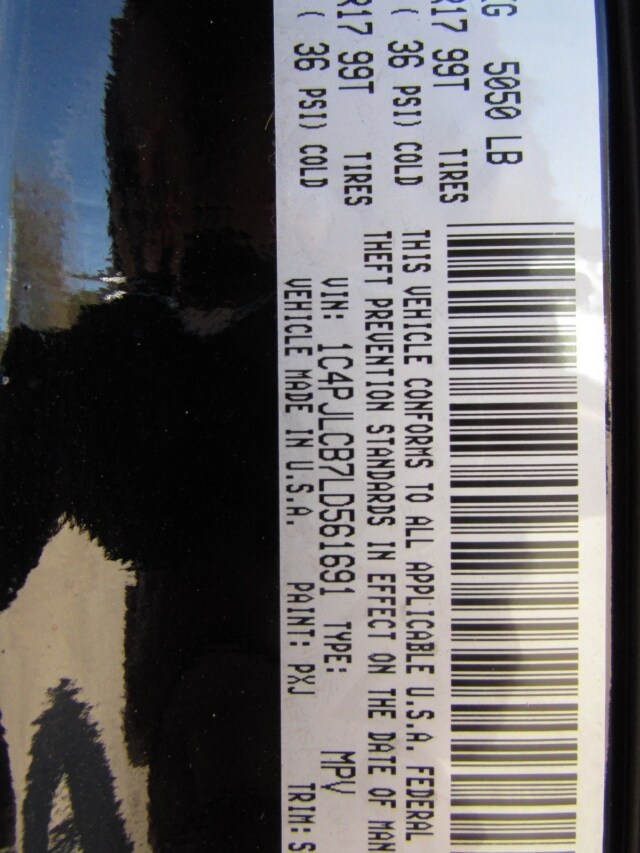 KG 5050 LB
R17 99T TIRES
( 36 PSI) COLD
R17 99T TIRES
( 36 PSI) COLD
THIS VEHICLE CONFORMS TO ALL APPLICABLE U.S.A. FEDERAL
THEFT PREVENTION STANDARDS IN EFFECT ON THE DATE OF MAN
VIN: 1C4PJLCB7LD561691 TYPE: MPV
VEHICLE MADE IN U.S.A. PAINT: PXJ TRIM: S